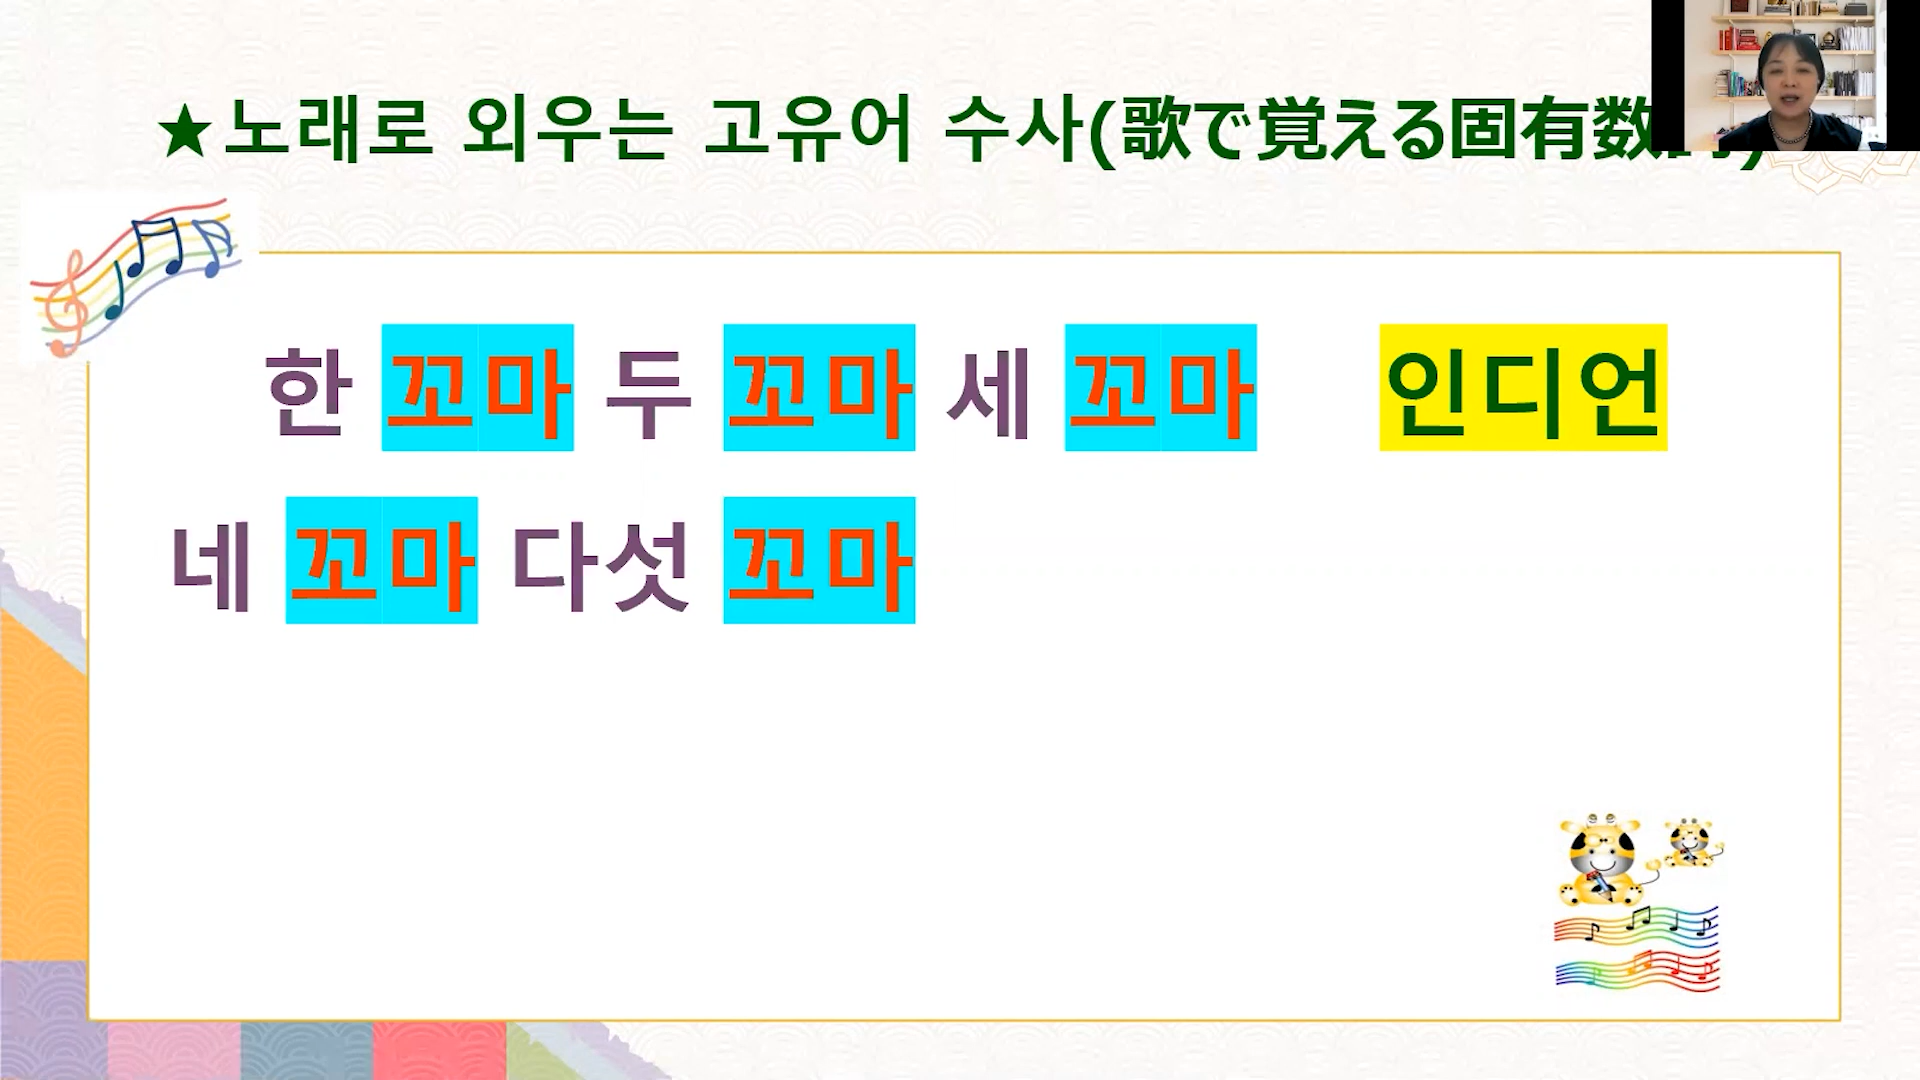 ★노래로 외우는 고유어 수사(歌で覚える固有数
한 꼬마 두 꼬마 세 꼬마 인디언
네 꼬마 다섯 꼬마